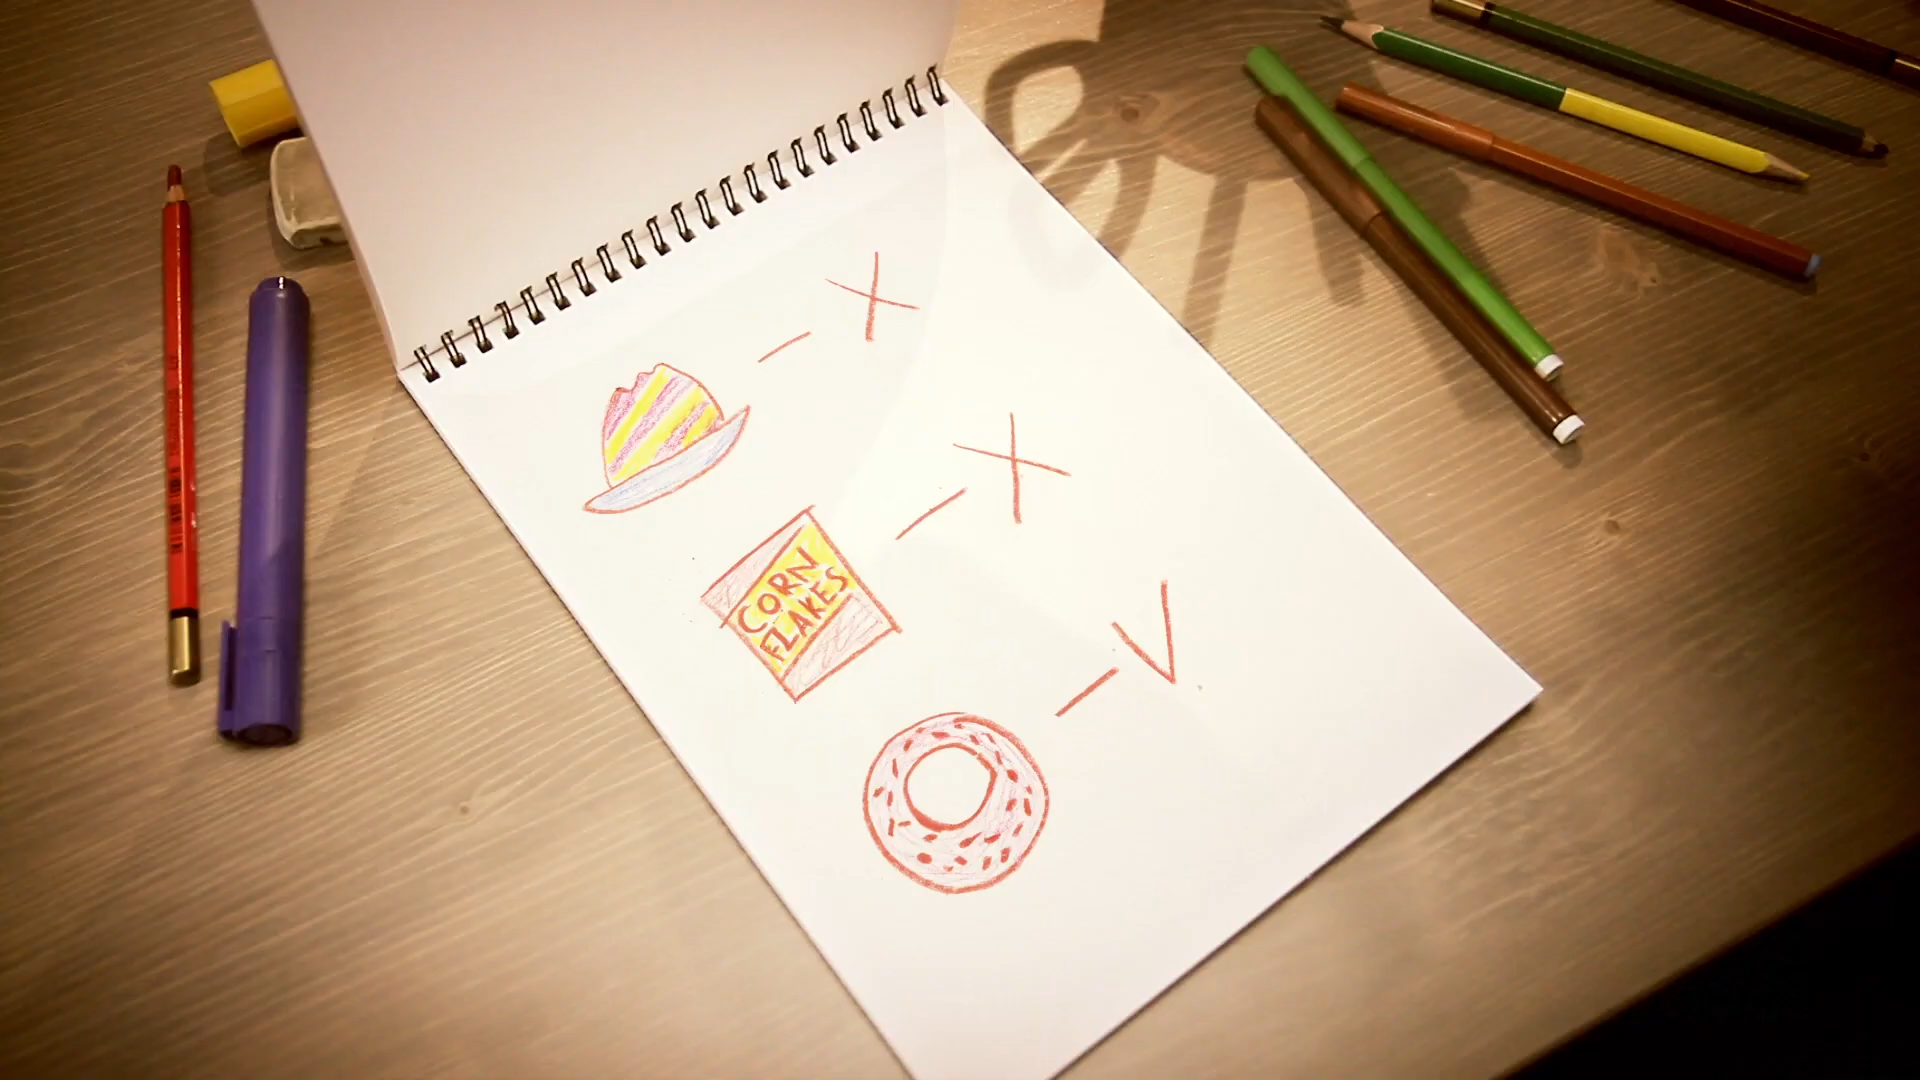 - X
- X
CORN
FLAKES
- V